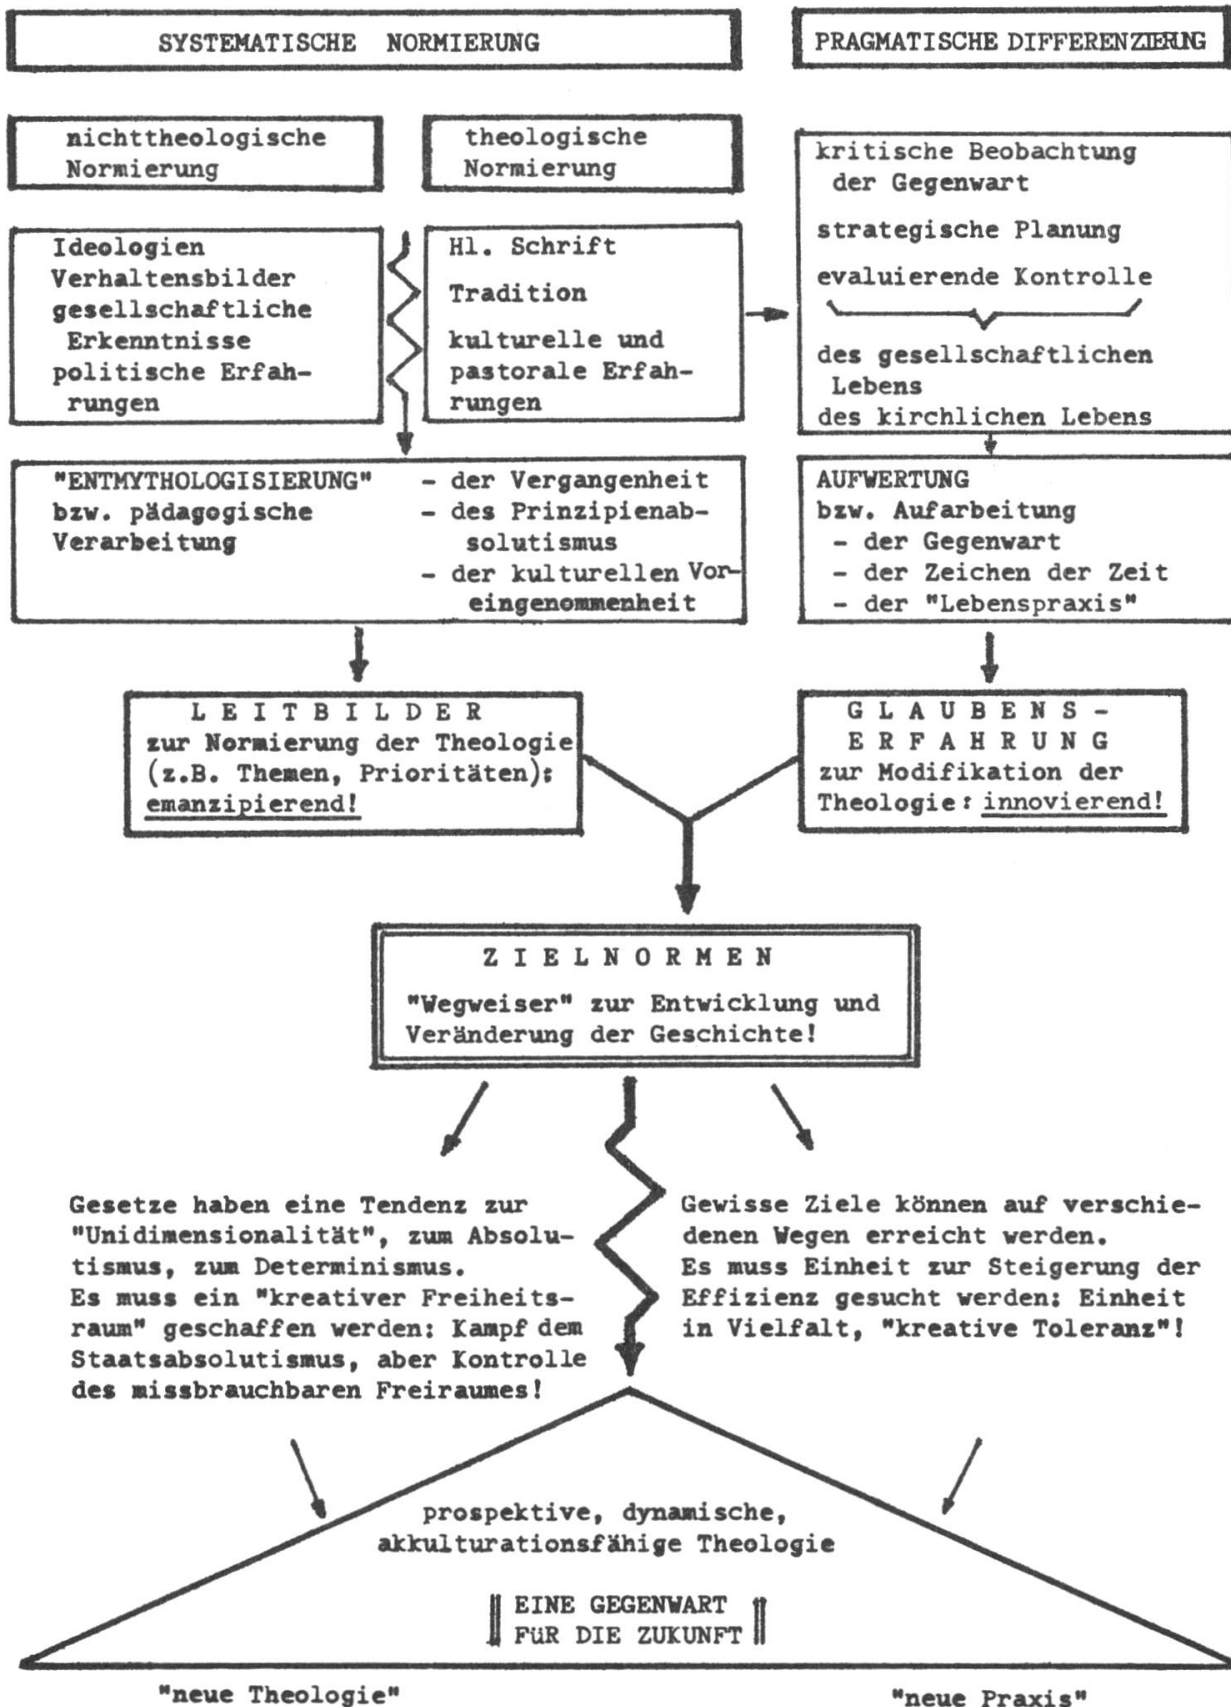 SYSTEMATISCHE NORMIERUNG
PRAGMATISCHE DIFFERENZIERUNG
nichttheologische
Normierung
theologische
Normierung
Ideologien
Verhaltensbilder
gesellschaftliche
Erkenntnisse
politische Erfah-
rungen
Hl. Schrift
Tradition
kulturelle und
pastorale Erfah-
rungen
kritische Beobachtung
der Gegenwart
strategische Planung
evaluierende Kontrolle
des gesellschaftlichen
Lebens
des kirchlichen Lebens
"ENTMYTHOLOGISIERUNG"
bzw. pädagogische
Verarbeitung
- der Vergangenheit
- des Prinzipienab-
solutismus
- der kulturellen Vor-
eingenommenheit
AUFWERTUNG
bzw. Aufarbeitung
- der Gegenwart
- der Zeichen der Zeit
- der "Lebenspraxis"
LEITBILDER
zur Normierung der Theologie
(z.B. Themen, Prioritäten):
emanzipierend!
GLAUBENS-
ERFAHRUNG
zur Modifikation der
Theologie: innovierend!
ZIELNORMEN
"Wegweiser" zur Entwicklung und
Veränderung der Geschichte!
Gesetze haben eine Tendenz zur
"Unidimensionalität", zum Absolu-
tismus, zum Determinismus.
Es muss ein "kreativer Freiheits-
raum" geschaffen werden: Kampf dem
Staatsabsolutismus, aber Kontrolle
des missbrauchbaren Freiraumes!
Gewisse Ziele können auf verschie-
denen Wegen erreicht werden.
Es muss Einheit zur Steigerung der
Effizienz gesucht werden: Einheit
in Vielfalt, "kreative Toleranz"!
prospektive, dynamische,
akkulturationsfähige Theologie
EINE GEGENWART
FüR DIE ZUKUNFT
"neue Theologie"
"neue Praxis"